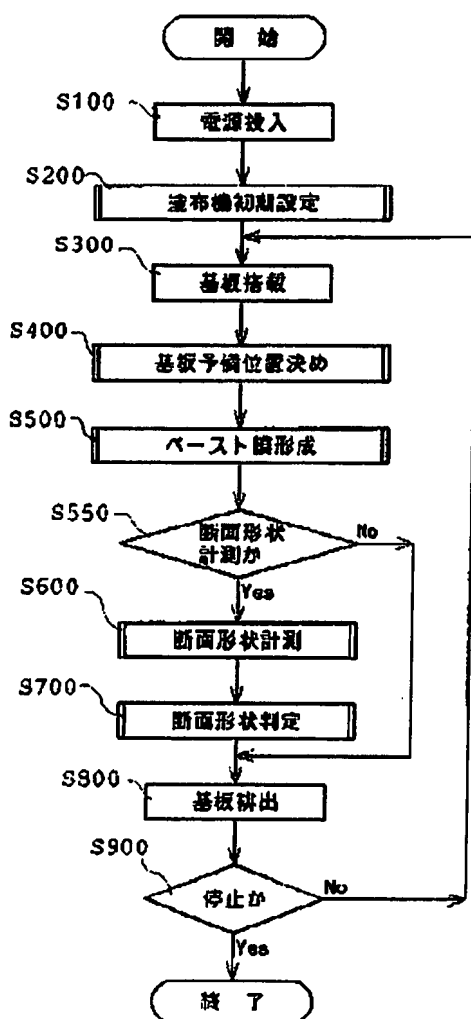 開 始
S100
電源投入
S200
塗布機初期設定
S300
基板搭載
S400
基板予備位置決め
S500
ペースト膜形成
S550
断面形状
計測か
No
Yes
S600
断面形状計測
S700
断面形状判定
S800
基板排出
S900
停止か
No
Yes
終 了